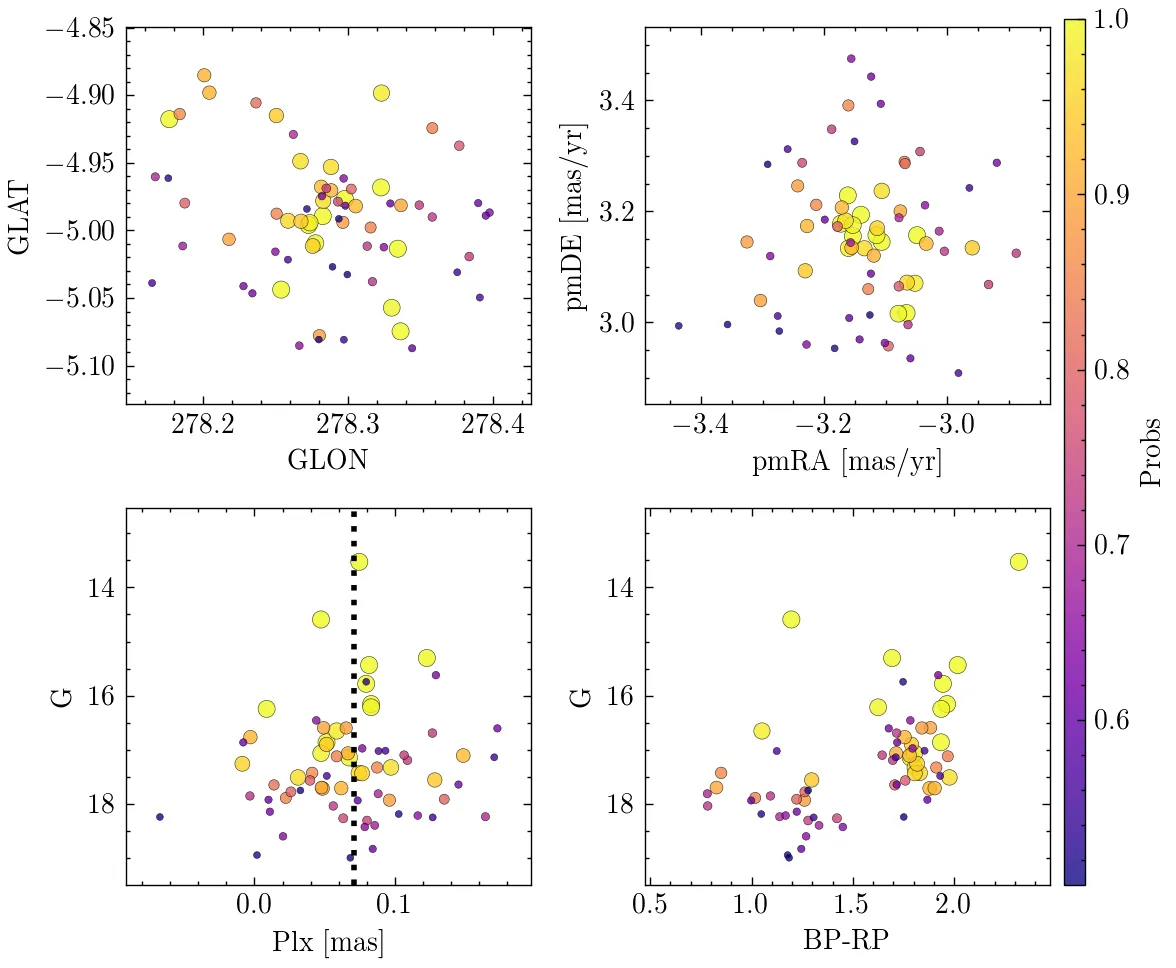 −4.85
−4.90
−4.95
−5.00
−5.05
−5.10
GLAT
278.2 278.3 278.4
GLON
3.4
3.2
3.0
pmDE [mas/yr]
−3.4 −3.2 −3.0
pmRA [mas/yr]
14
16
18
G
0.0 0.1
Plx [mas]
14
16
18
G
0.5 1.0 1.5 2.0
BP-RP
1.0
0.9
0.8
0.7
0.6
Probs